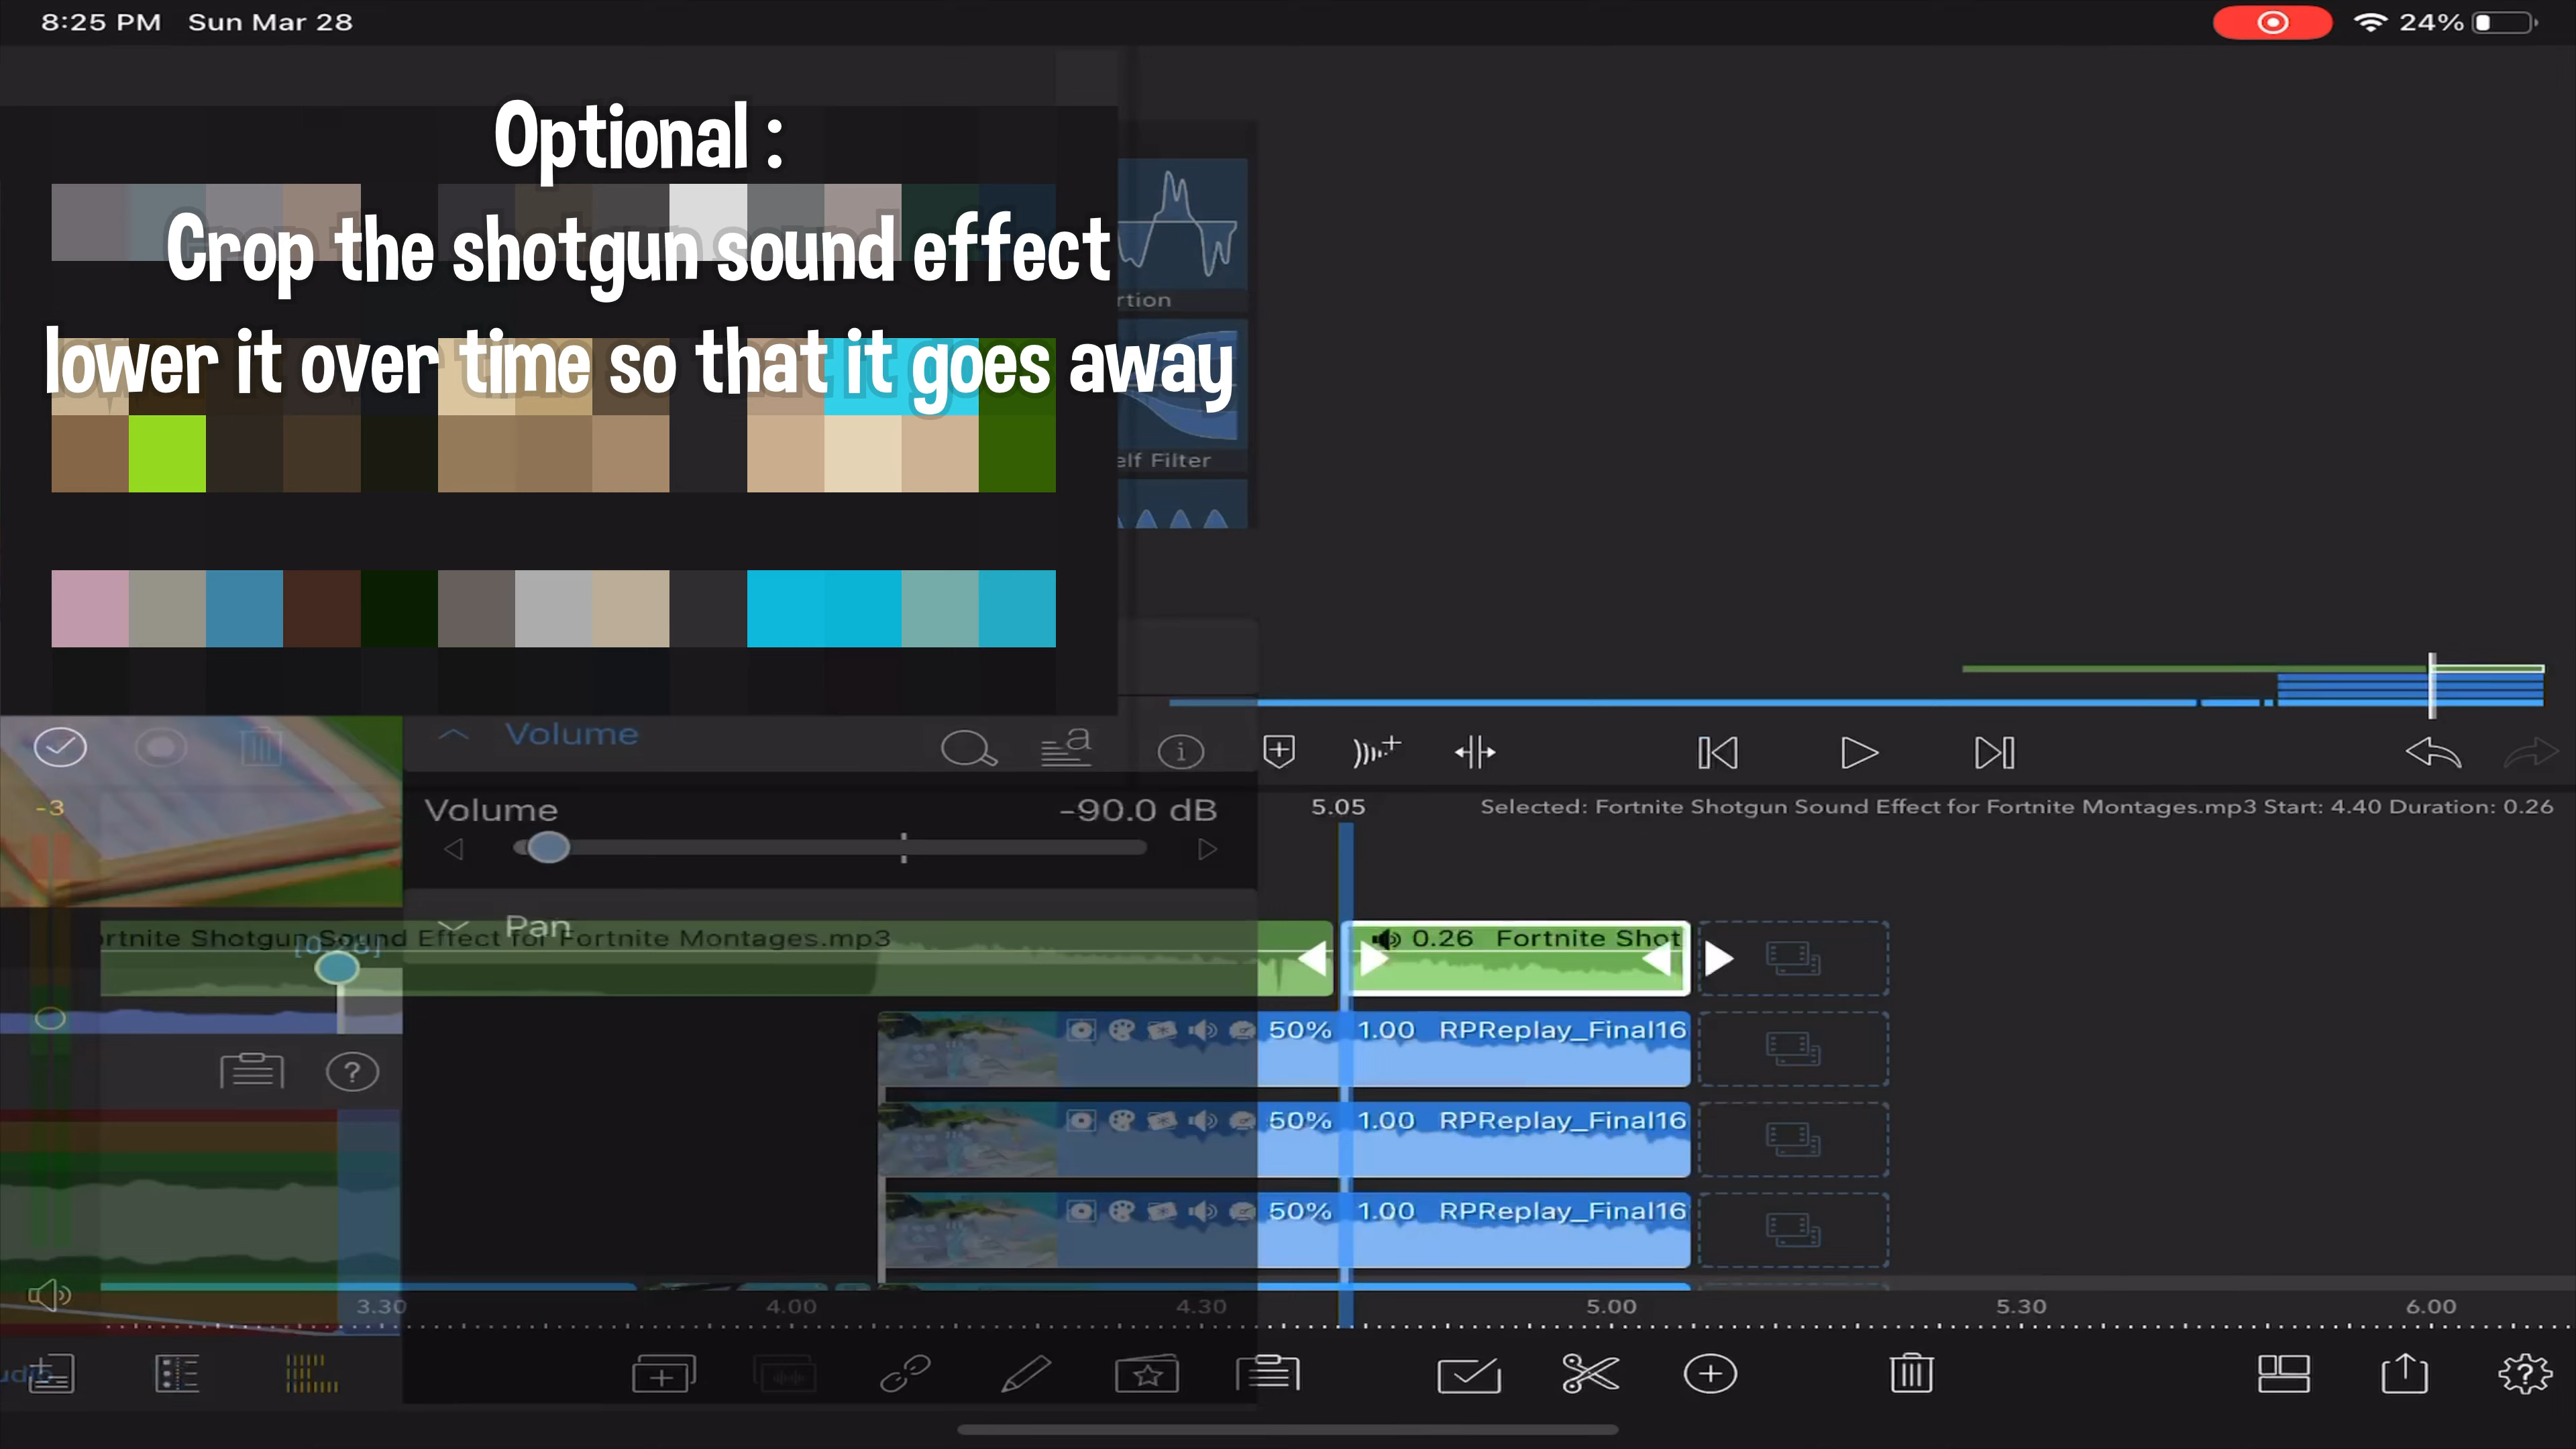 8:25 PM Sun Mar 28
24%
Optional :
Crop the shotgun sound effect
lower it over time so that it goes away
rtion
elf Filter
Volume
Volume -90.0 dB
-3
5.05
Selected: Fortnite Shotgun Sound Effect for Fortnite Montages.mp3 Start: 4.40 Duration: 0.26
Pan
rtnite Shotgun Sound Effect for Fortnite Montages.mp3
0.26 Fortnite Shot
50% 1.00 RPReplay_Final16
50% 1.00 RPReplay_Final16
50% 1.00 RPReplay_Final16
3.30 4.00 4.30 5.00 5.30 6.00